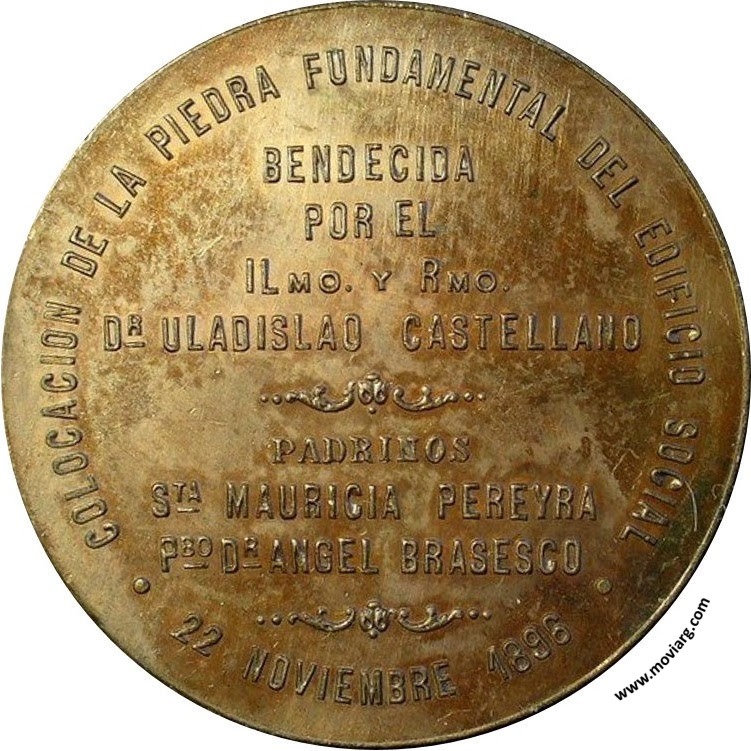 COLOCACION DE LA PIEDRA FUNDAMENTAL DEL EDIFICIO SOCIAL
BENDECIDA
POR EL
ILMO. Y RMO.
DR ULADISLAO CASTELLANO
PADRINOS
STA MAURICIA PEREYRA
PBO DR ANGEL BRASESCO
22 NOVIEMBRE 1896
www.moviarg.com